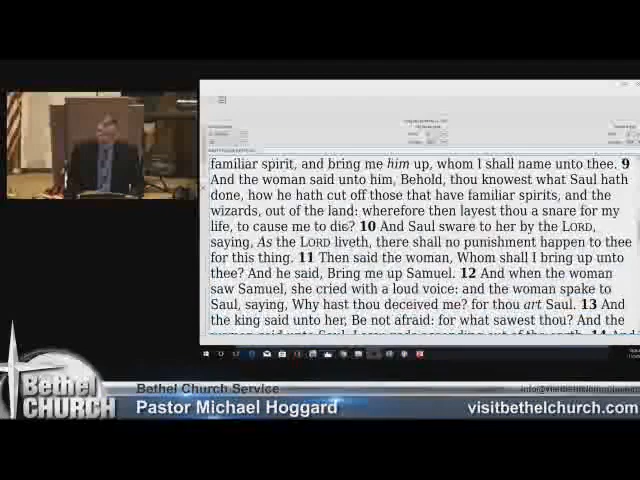 familiar spirit, and bring me him up, whom I shall name unto thee. 9
And the woman said unto him, Behold, thou knowest what Saul hath
done, how he hath cut off those that have familiar spirits, and the
wizards, out of the land: wherefore then layest thou a snare for my
life, to cause me to die? 10 And Saul sware to her by the LORD,
saying, As the LORD liveth, there shall no punishment happen to thee
for this thing. 11 Then said the woman, Whom shall I bring up unto
thee? And he said, Bring me up Samuel. 12 And when the woman
saw Samuel, she cried with a loud voice: and the woman spake to
Saul, saying, Why hast thou deceived me? for thou art Saul. 13 And
the king said unto her, Be not afraid: for what sawest thou? And the
Bethel
CHURCH
Bethel Church Service
Pastor Michael Hoggard
visitbethelchurch.com